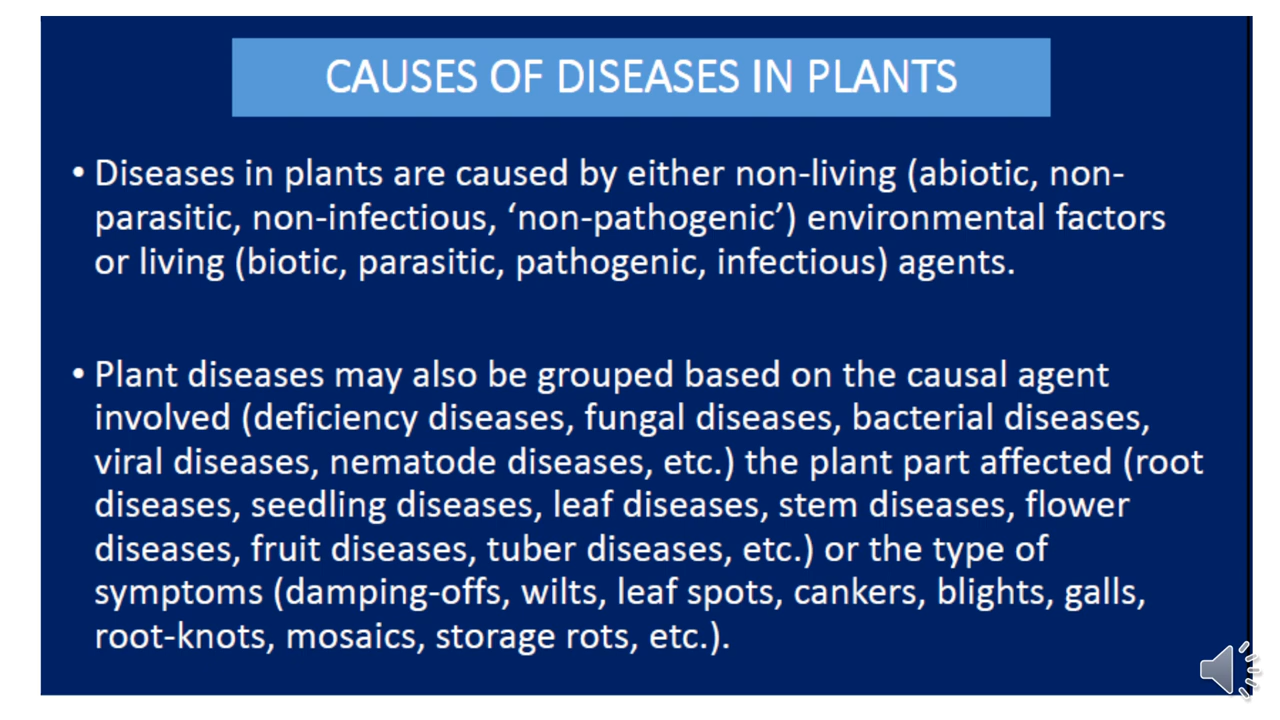 CAUSES OF DISEASES IN PLANTS
• Diseases in plants are caused by either non-living (abiotic, non-
parasitic, non-infectious, ‘non-pathogenic’) environmental factors
or living (biotic, parasitic, pathogenic, infectious) agents.
• Plant diseases may also be grouped based on the causal agent
involved (deficiency diseases, fungal diseases, bacterial diseases,
viral diseases, nematode diseases, etc.) the plant part affected (root
diseases, seedling diseases, leaf diseases, stem diseases, flower
diseases, fruit diseases, tuber diseases, etc.) or the type of
symptoms (damping-offs, wilts, leaf spots, cankers, blights, galls,
root-knots, mosaics, storage rots, etc.).